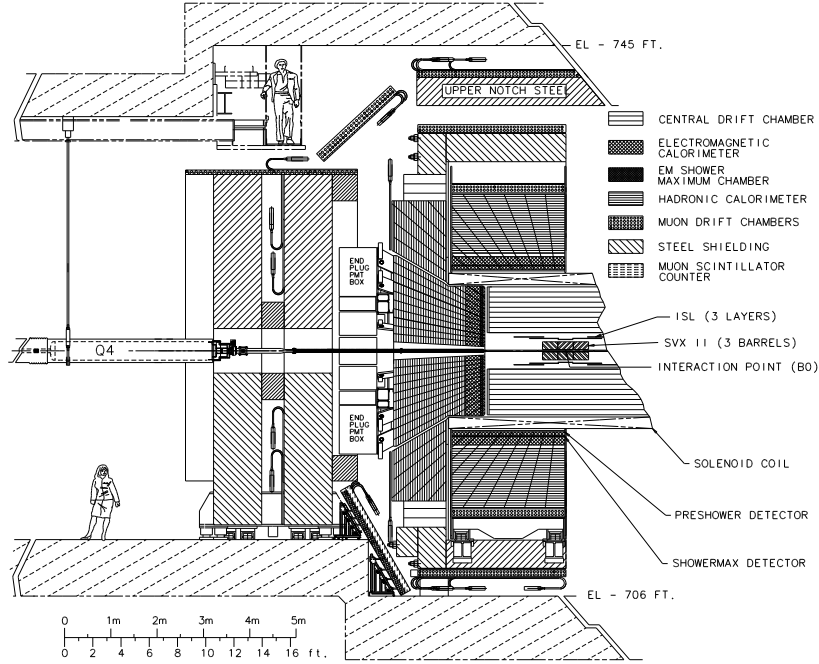 EL - 745 FT.
UPPER NOTCH STEEL
CENTRAL DRIFT CHAMBER
ELECTROMAGNETIC
CALORIMETER
EM SHOWER
MAXIMUM CHAMBER
HADRONIC CALORIMETER
MUON DRIFT CHAMBERS
STEEL SHIELDING
MUON SCINTILLATOR
COUNTER
END
PLUG
PMT
BOX
ISL (3 LAYERS)
Q4
SVX II (3 BARRELS)
INTERACTION POINT (B0)
END
PLUG
PMT
BOX
SOLENOID COIL
PRESHOWER DETECTOR
SHOWERMAX DETECTOR
EL - 706 FT.
0 1m 2m 3m 4m 5m
0 2 4 6 8 10 12 14 16 ft.